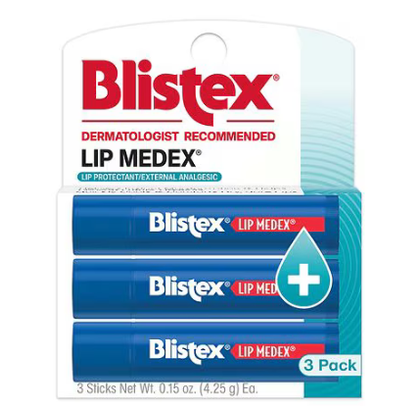 Blistex®
DERMATOLOGIST RECOMMENDED
LIP MEDEX®
LIP PROTECTANT/EXTERNAL ANALGESIC
Blistex® LIP MEDEX®
Blistex® LIP MED
Blistex® LIP MEDEX®
3 Pack
3 Sticks Net Wt. 0.15 oz. (4.25 g) Ea.